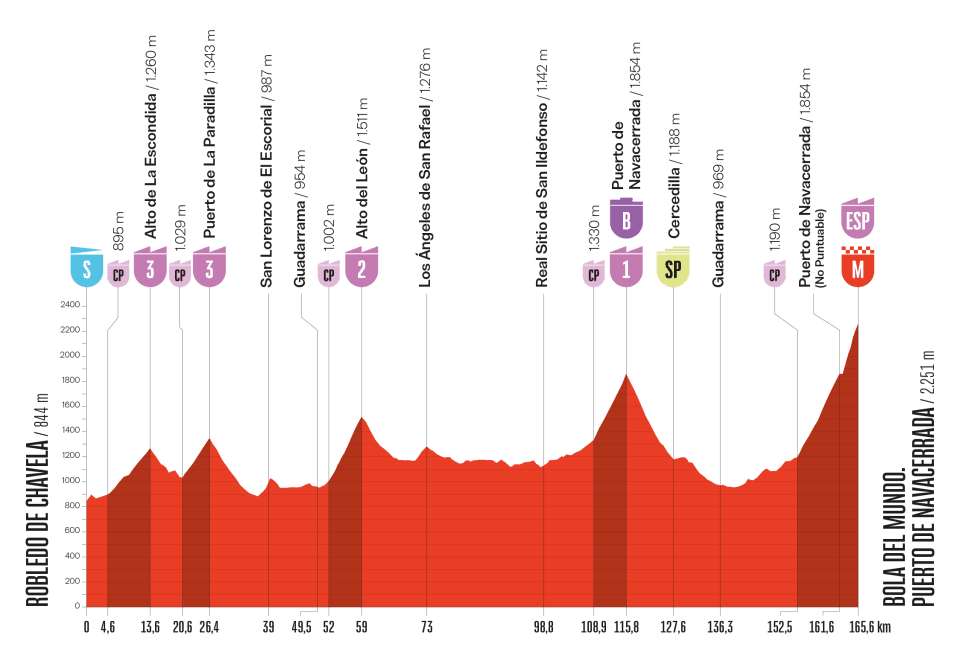 895 m
Alto de La Escondida / 1.260 m
1.029 m
Puerto de La Paradilla / 1.343 m
San Lorenzo de El Escorial / 987 m
Guadarrama / 954 m
1.002 m
Alto del León / 1.511 m
Los Ángeles de San Rafael / 1.276 m
Real Sitio de San Ildefonso / 1.142 m
1.330 m
Puerto de
Navacerrada / 1.854 m
Cercedilla / 1.188 m
Guadarrama / 969 m
1.190 m
Puerto de Navacerrada / 1.854 m
(No Puntuable)
B
ESP
S
CP
3
CP
3
CP
2
CP
1
SP
CP
M
2400
2200
2000
1800
1600
1400
1200
1000
800
600
400
200
0
ROBLEDO DE CHAVELA / 844 m
BOLA DEL MUNDO.
PUERTO DE NAVACERRADA / 2.251 m
0 4,6 13,6 20,6 26,4 39 49,5 52 59 73 98,8 108,9 115,8 127,6 136,3 152,5 161,6 165,6 km